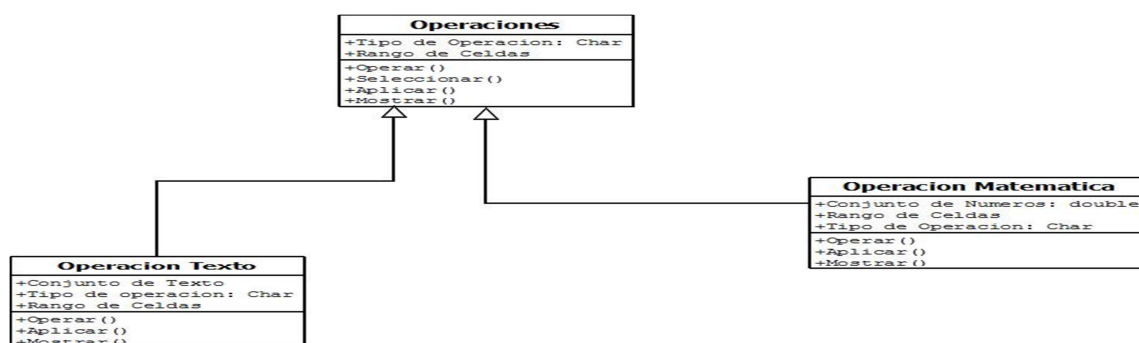 Operaciones
+Tipo de Operacion: Char
+Rango de Celdas
+Operar()
+Seleccionar()
+Aplicar()
+Mostrar()
Operacion Matematica
+Conjunto de Numeros: double
+Rango de Celdas
+Tipo de Operacion: Char
+Operar()
+Aplicar()
+Mostrar()
Operacion Texto
+Conjunto de Texto
+Tipo de operacion: Char
+Rango de Celdas
+Operar()
+Aplicar()
+Mostrar()